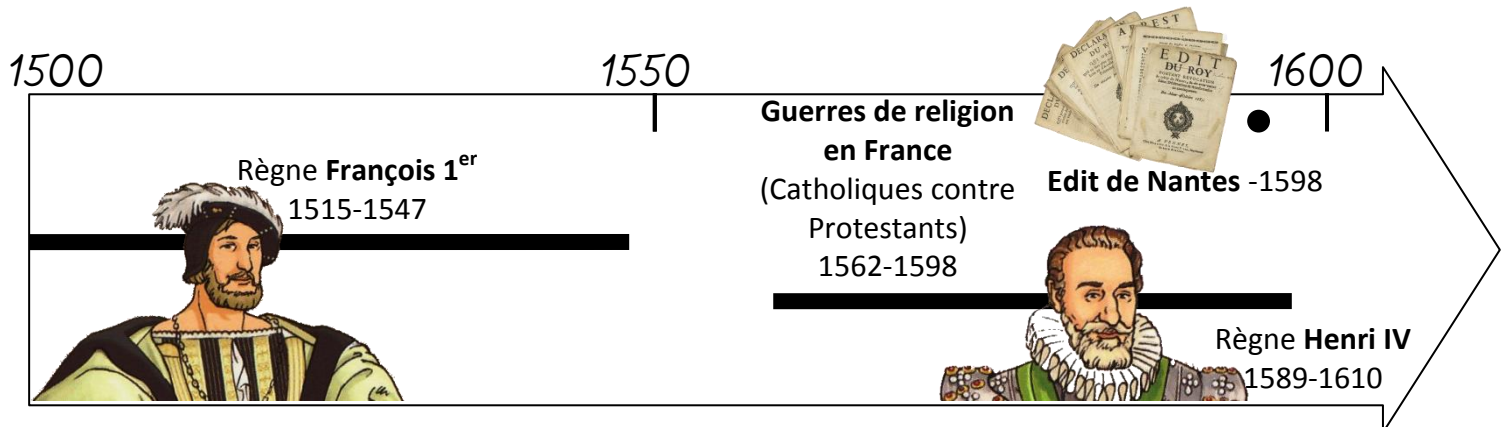 1500
1550
1600
Règne François 1er
1515-1547
Guerres de religion
en France
(Catholiques contre
Protestants)
1562-1598
EDIT
DU ROY
Edit de Nantes -1598
Règne Henri IV
1589-1610